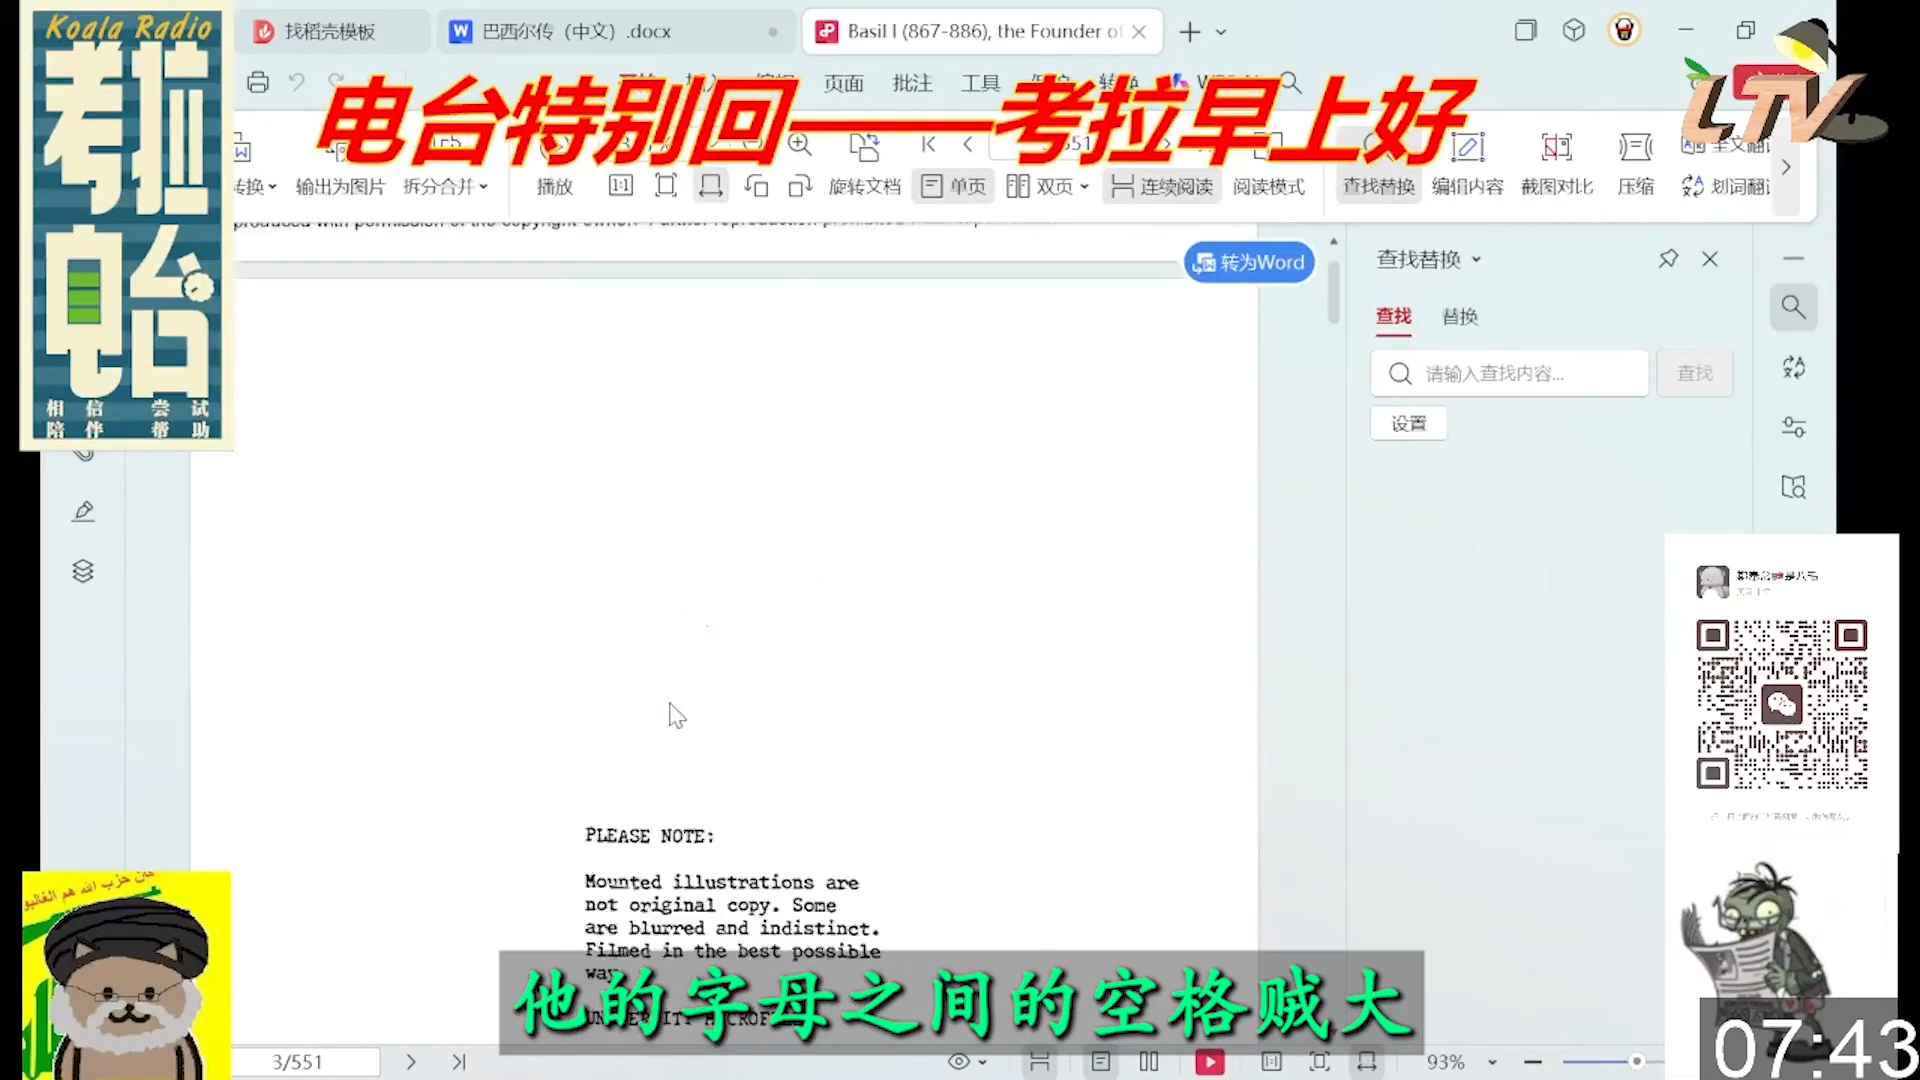 Koala Radio
考拉
电台
相信 尝试
陪伴 帮助
找稻壳模板
巴西尔传（中文）.docx
Basil I (867-886), the Founder of
页面
批注
工具
电台特别回——考拉早上好
LTV
转换
输出为图片
拆分合并
播放
旋转文档
单页
双页
连续阅读
阅读模式
查找替换
编辑内容
截图对比
压缩
全文翻
划词翻
转为Word
查找替换
查找
替换
请输入查找内容...
查找
设置
PLEASE NOTE:
Mounted illustrations are
not original copy. Some
are blurred and indistinct.
Filmed in the best possible
way
他的字母之间的空格贼大
3/551
93%
07:43